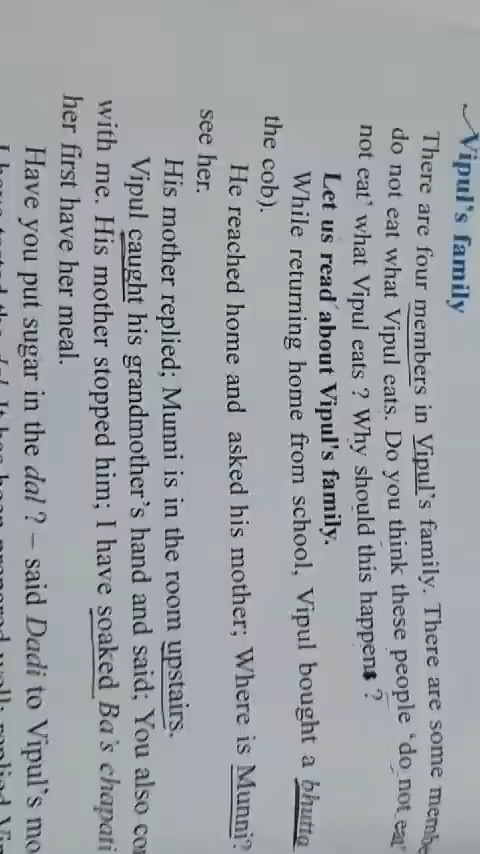 Vipul's family
There are four members in Vipul's family. There are some
do not eat what Vipul eats. Do you think these people 'do not eat'
not eat' what Vipul eats ? Why should this happens ?
Let us read about Vipul's family.
While returning home from school, Vipul bought a bhutta
the cob).
He reached home and asked his mother; Where is Munni?
see her.
His mother replied; Munni is in the room upstairs.
Vipul caught his grandmother's hand and said; You also
with me. His mother stopped him; I have soaked Ba's chapati
her first have her meal.
Have you put sugar in the dal ? – said Dadi to Vipul's